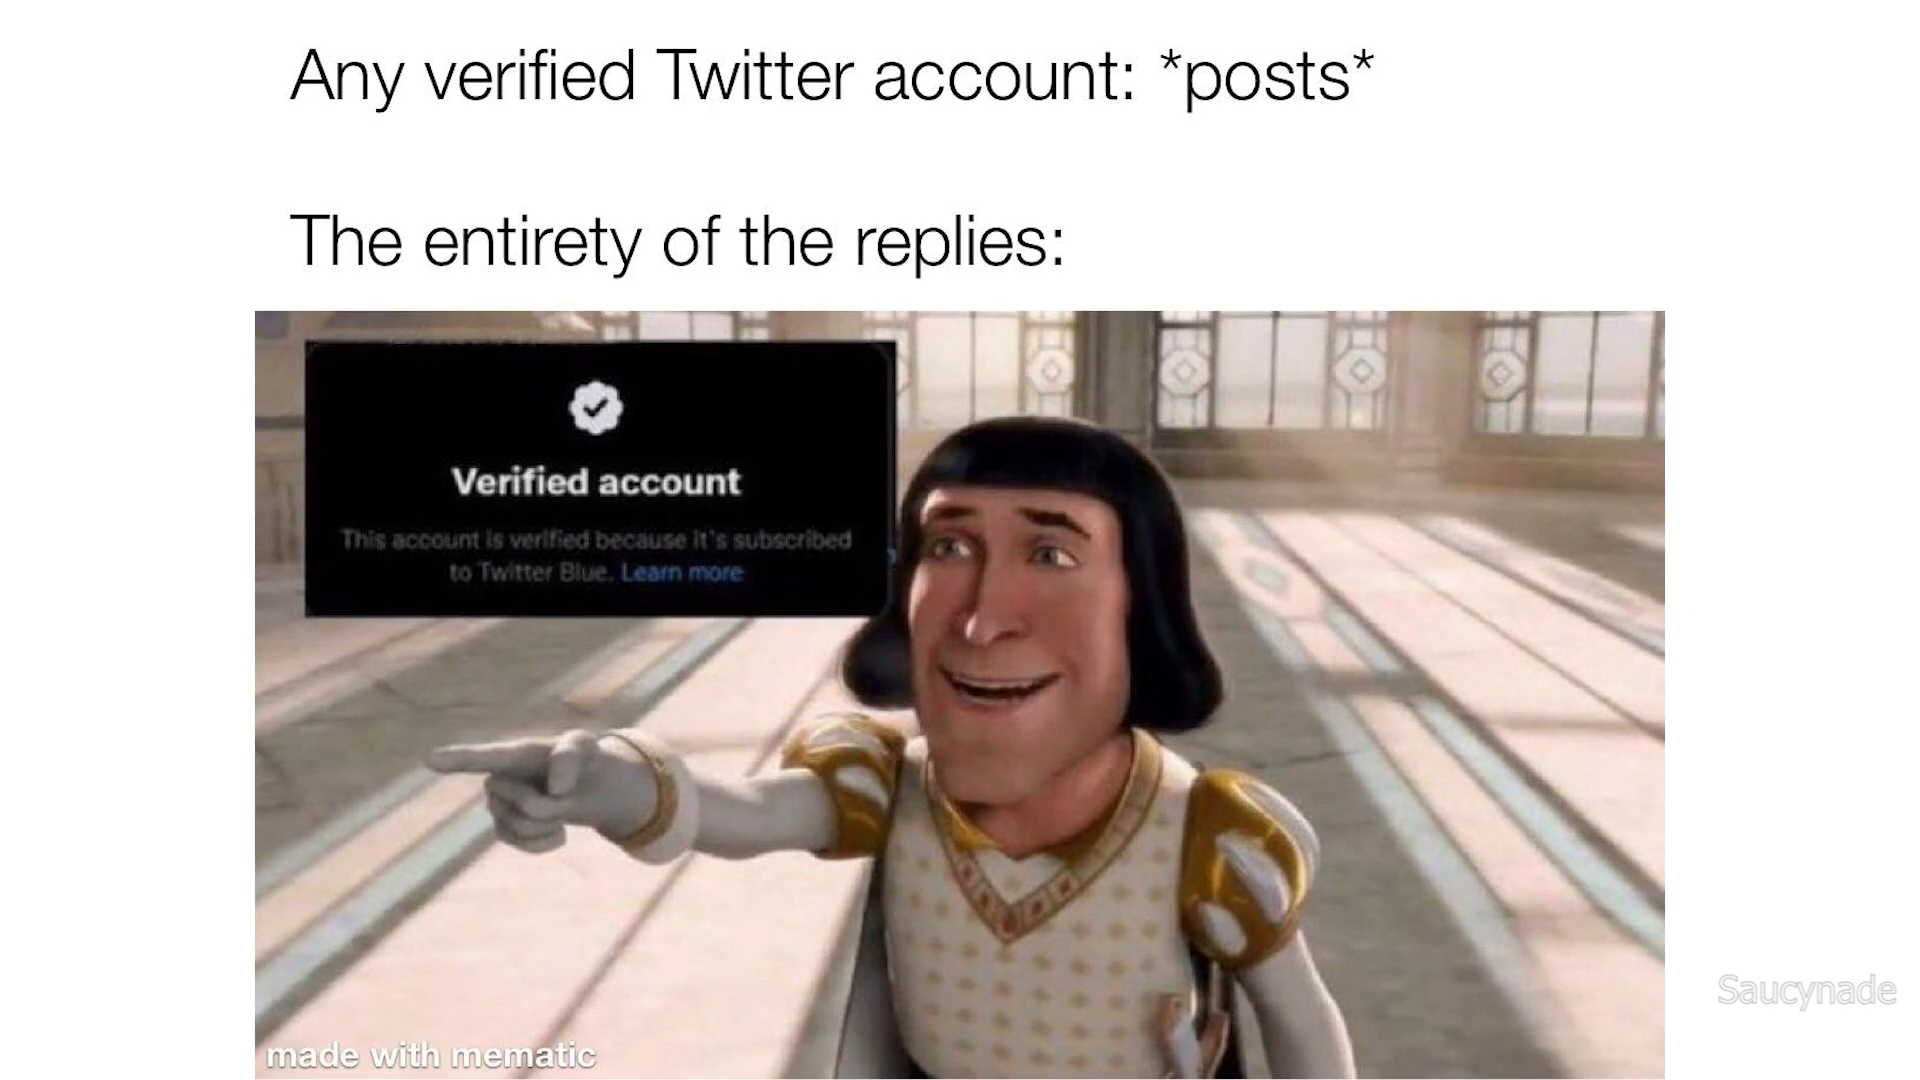 Any verified Twitter account: *posts*
The entirety of the replies:
Verified account
This account is verified because it's subscribed
to Twitter Blue. Learn more
Saucynade
made with mematic